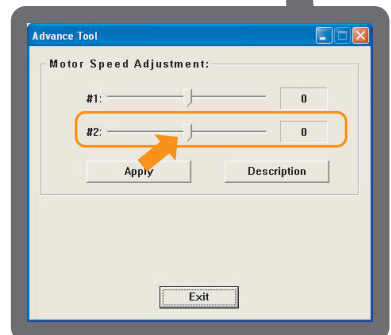 Advance Tool
Motor Speed Adjustment:
#1: 0
#2: 0
Apply Description
Exit